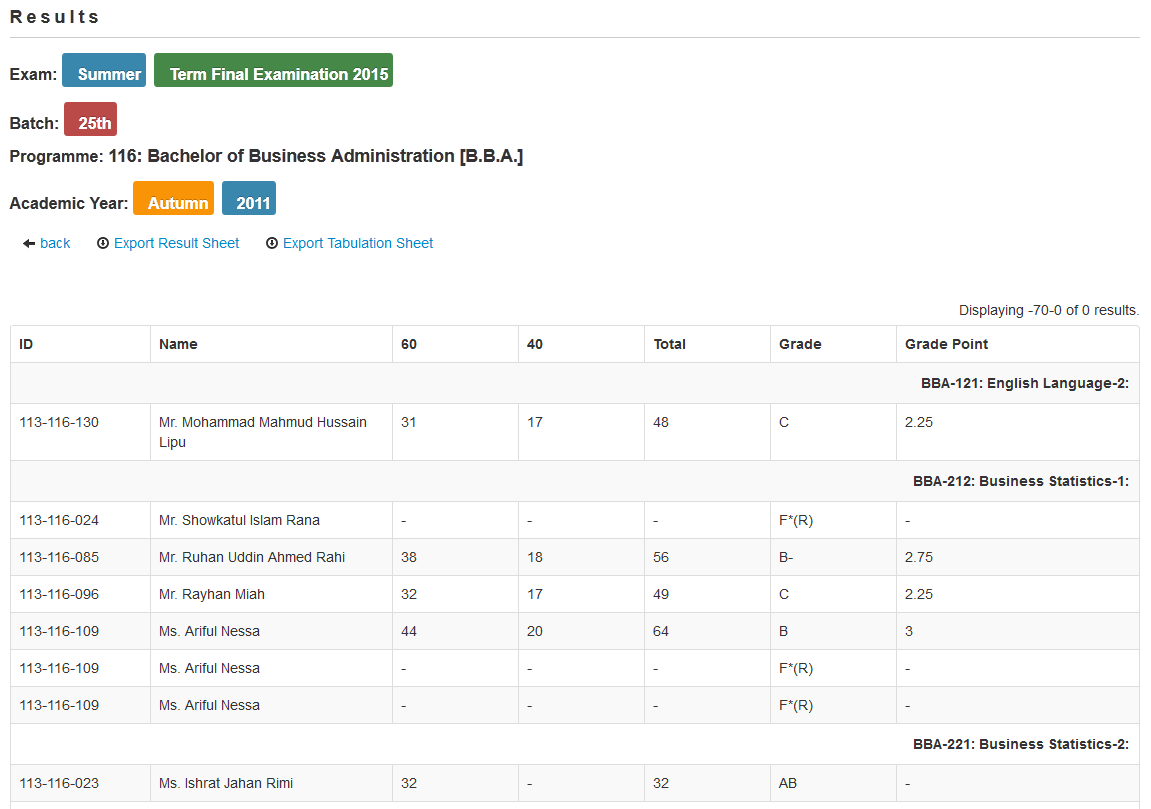 Results
Exam: Summer Term Final Examination 2015
Batch: 25th
Programme: 116: Bachelor of Business Administration [B.B.A.]
Academic Year: Autumn 2011
back Export Result Sheet Export Tabulation Sheet
Displaying -70-0 of 0 results.
ID Name 60 40 Total Grade Grade Point
BBA-121: English Language-2:
113-116-130 Mr. Mohammad Mahmud Hussain 31 17 48 C 2.25
Lipu
BBA-212: Business Statistics-1:
113-116-024 Mr. Showkatul Islam Rana - - - F*(R) -
113-116-085 Mr. Ruhan Uddin Ahmed Rahi 38 18 56 B- 2.75
113-116-096 Mr. Rayhan Miah 32 17 49 C 2.25
113-116-109 Ms. Ariful Nessa 44 20 64 B 3
113-116-109 Ms. Ariful Nessa - - - F*(R) -
113-116-109 Ms. Ariful Nessa - - - F*(R) -
BBA-221: Business Statistics-2:
113-116-023 Ms. Ishrat Jahan Rimi 32 - 32 AB -